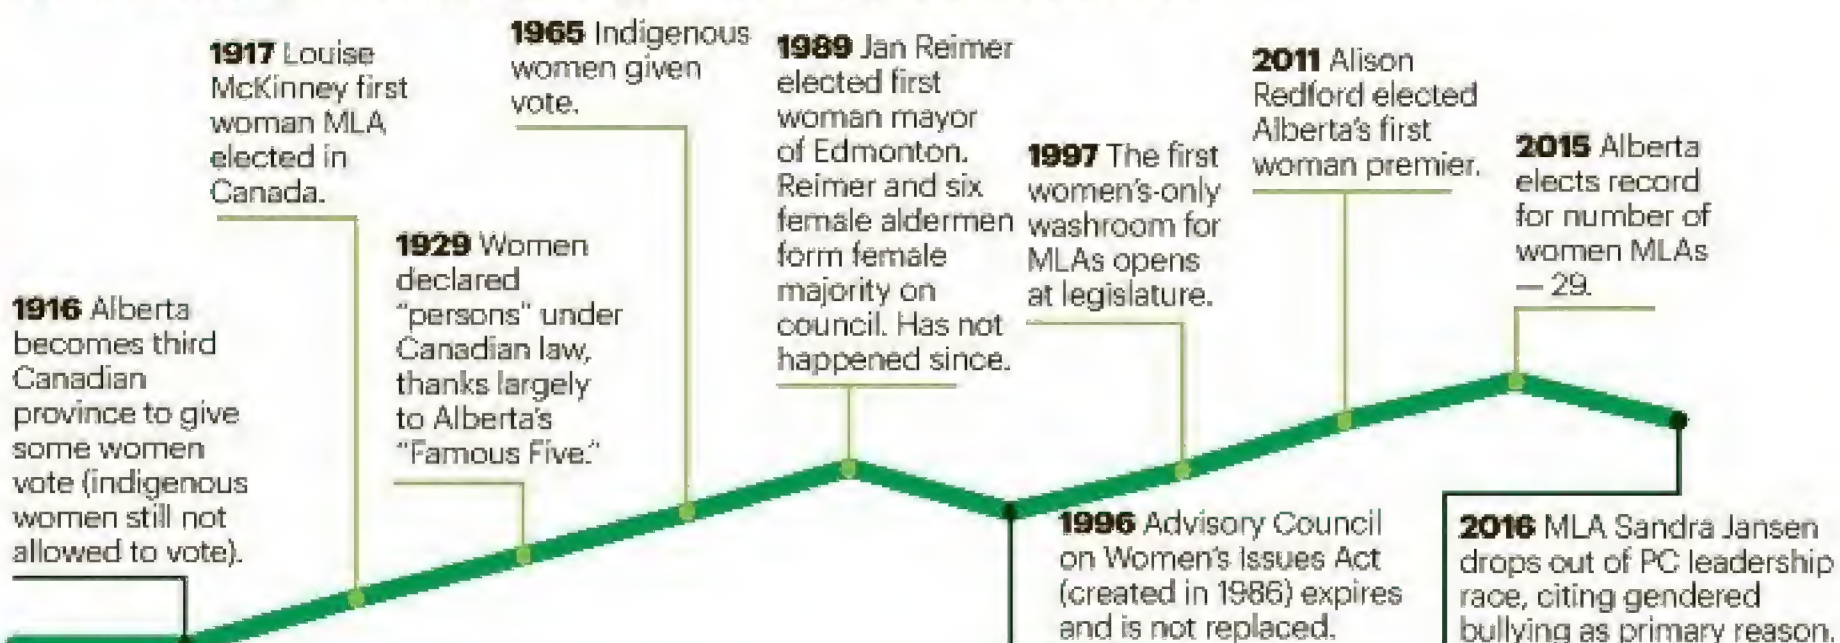 1916 Alberta
becomes third
Canadian
province to give
some women
vote (indigenous
women still not
allowed to vote).
1917 Louise
McKinney first
woman MLA
elected in
Canada.
1929 Women
declared
“persons” under
Canadian law,
thanks largely
to Alberta’s
“Famous Five.”
1965 Indigenous
women given
vote.
1989 Jan Reimer
elected first
woman mayor
of Edmonton.
Reimer and six
female aldermen
form female
majority on
council. Has not
happened since.
1996 Advisory Council
on Women’s Issues Act
(created in 1986) expires
and is not replaced.
1997 The first
women’s-only
washroom for
MLAs opens
at legislature.
2011 Alison
Redford elected
Alberta’s first
woman premier.
2015 Alberta
elects record
for number of
women MLAs
— 29.
2016 MLA Sandra Jansen
drops out of PC leadership
race, citing gendered
bullying as primary reason.